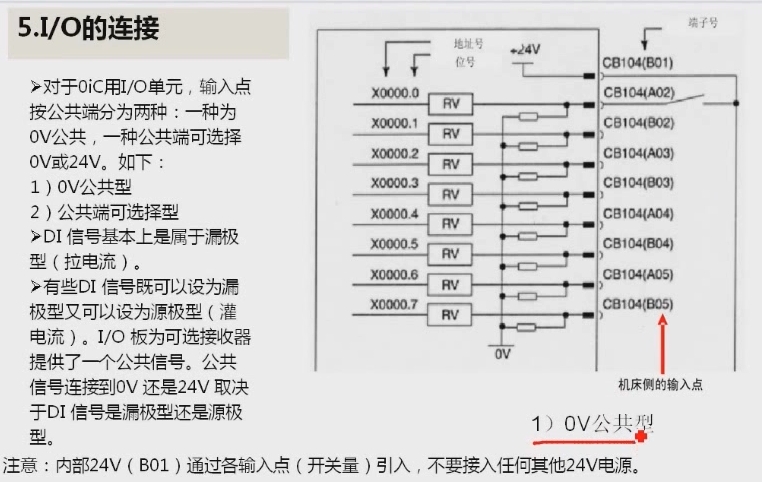 5.I/O的连接
➢对于0iC用I/O单元，输入点
按公共端分为两种：一种为
0V公共，一种公共端可选择
0V或24V。如下：
1）0V公共型
2）公共端可选择型
➢DI 信号基本上是属于漏极
型（拉电流）。
➢有些DI 信号既可以设为漏
极型又可以设为源极型（灌
电流）。I/O 板为可选接收器
提供了一个公共信号。公共
信号连接到0V 还是24V 取决
于DI 信号是漏极型还是源极
型。
端子号
地址号
位号
+24V
CB104(B01)
X0000.0 RV CB104(A02)
X0000.1 RV CB104(B02)
X0000.2 RV CB104(A03)
X0000.3 RV CB104(B03)
X0000.4 RV CB104(A04)
X0000.5 RV CB104(B04)
X0000.6 RV CB104(A05)
X0000.7 RV CB104(B05)
0V
机床侧的输入点
1）0V公共型
注意：内部24V（B01）通过各输入点（开关量）引入，不要接入任何其他24V电源。